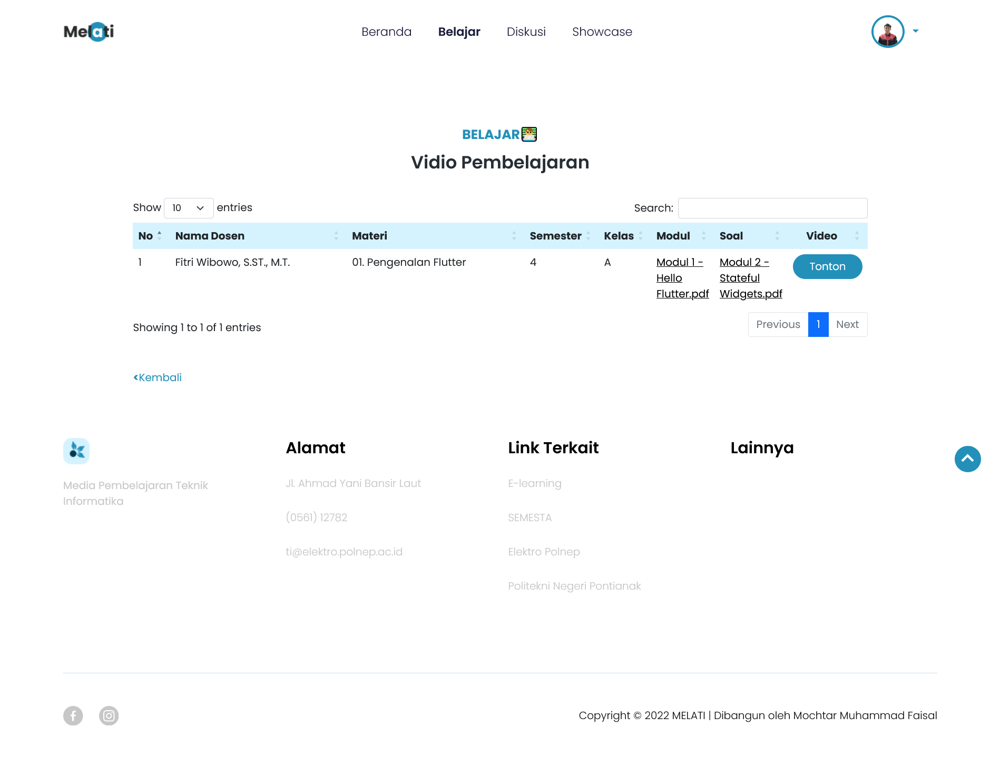 Melati
Beranda Belajar Diskusi Showcase
BELAJAR
Vidio Pembelajaran
Show 10 entries
Search:
No Nama Dosen Materi Semester Kelas Modul Soal Video
1 Fitri Wibowo, S.ST., M.T. 01. Pengenalan Flutter 4 A Modul 1 - Hello Flutter.pdf Modul 2 - Stateful Widgets.pdf Tonton
Showing 1 to 1 of 1 entries
Previous 1 Next
<Kembali
Media Pembelajaran Teknik
Informatika
Alamat
Jl. Ahmad Yani Bansir Laut
(0561) 12782
ti@elektro.polnep.ac.id
Link Terkait
E-learning
SEMESTA
Elektro Polnep
Politekni Negeri Pontianak
Lainnya
Copyright © 2022 MELATI | Dibangun oleh Mochtar Muhammad Faisal